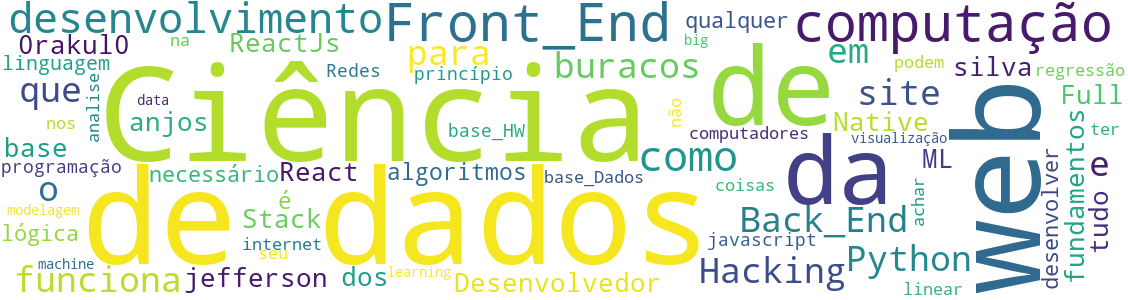 desenvolvimento
Front_End
qualquer
computação
OrakulO
na
ReactJs
para
big
em
linguagem
Redes
princípio
buracos
de
podem
silva
regressão
que
analise
data
Ciência
site
Full
nos
anjos
base_HW
não
computadores
Native
visualização
web
fundamentos
ter
base
como
da
ML
programação
necessário
React
algoritmos
base_Dados
coisas
achar
desenvolver
tudo e
o
de dados
modelagem
é
Stack
Back_End
lógica
internet
seu
javascript
machine
funciona
jefferson
dos
learning
Desenvolvedor
Hacking
Python
linear